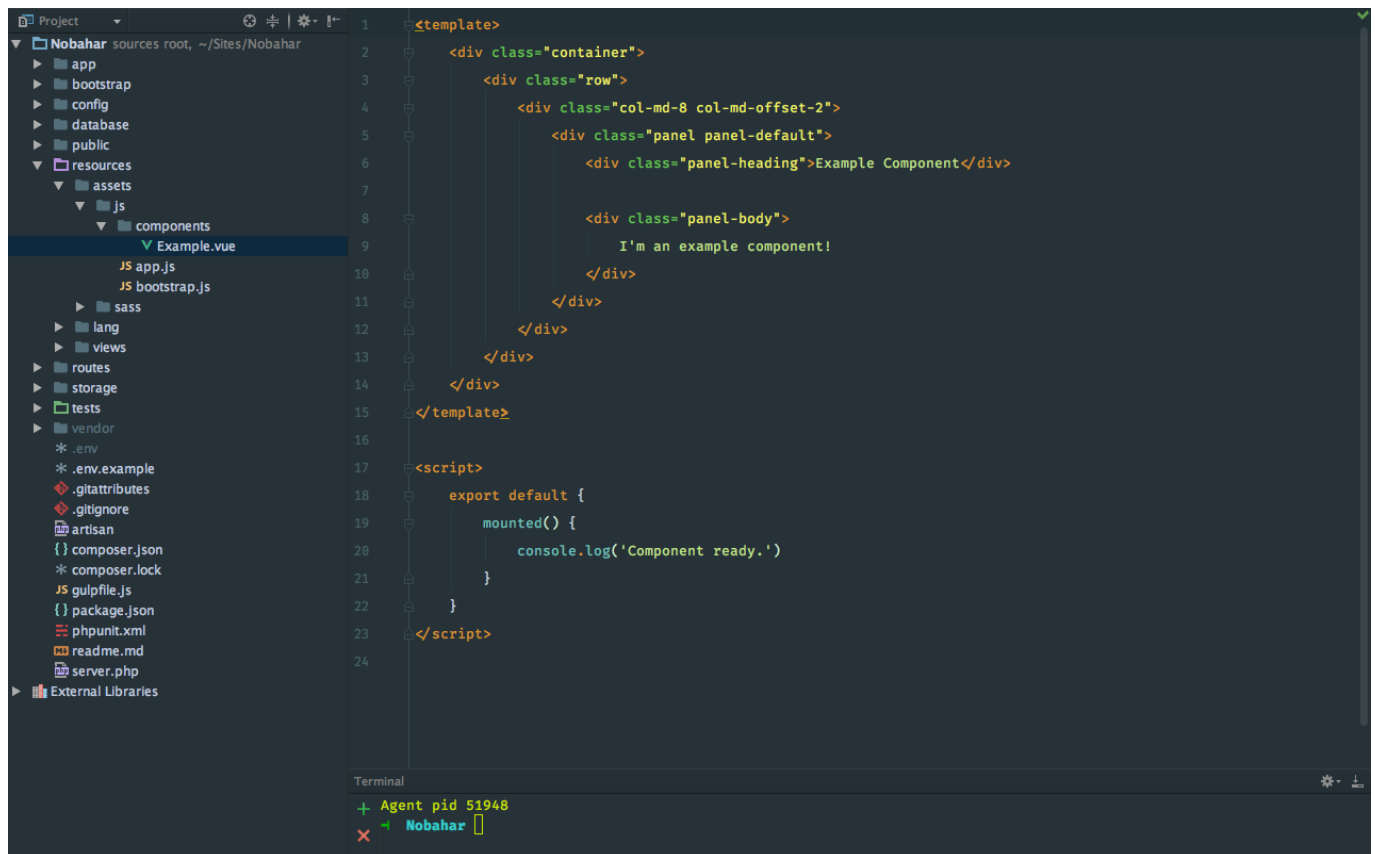 Project
Nobahar sources root, ~/Sites/Nobahar
app
bootstrap
config
database
public
resources
assets
js
components
Example.vue
JS app.js
JS bootstrap.js
sass
lang
views
routes
storage
tests
vendor
.env
.env.example
.gitattributes
.gitignore
php artisan
{} composer.json
composer.lock
JS gulpfile.js
{} package.json
phpunit.xml
readme.md
php server.php
External Libraries
1 <template>
2 <div class="container">
3 <div class="row">
4 <div class="col-md-8 col-md-offset-2">
5 <div class="panel panel-default">
6 <div class="panel-heading">Example Component</div>
7
8 <div class="panel-body">
9 I'm an example component!
10 </div>
11 </div>
12 </div>
13 </div>
14 </div>
15 </template>
16
17 <script>
18 export default {
19 mounted() {
20 console.log('Component ready.')
21 }
22 }
23 </script>
24
Terminal
Agent pid 51948
Nobahar